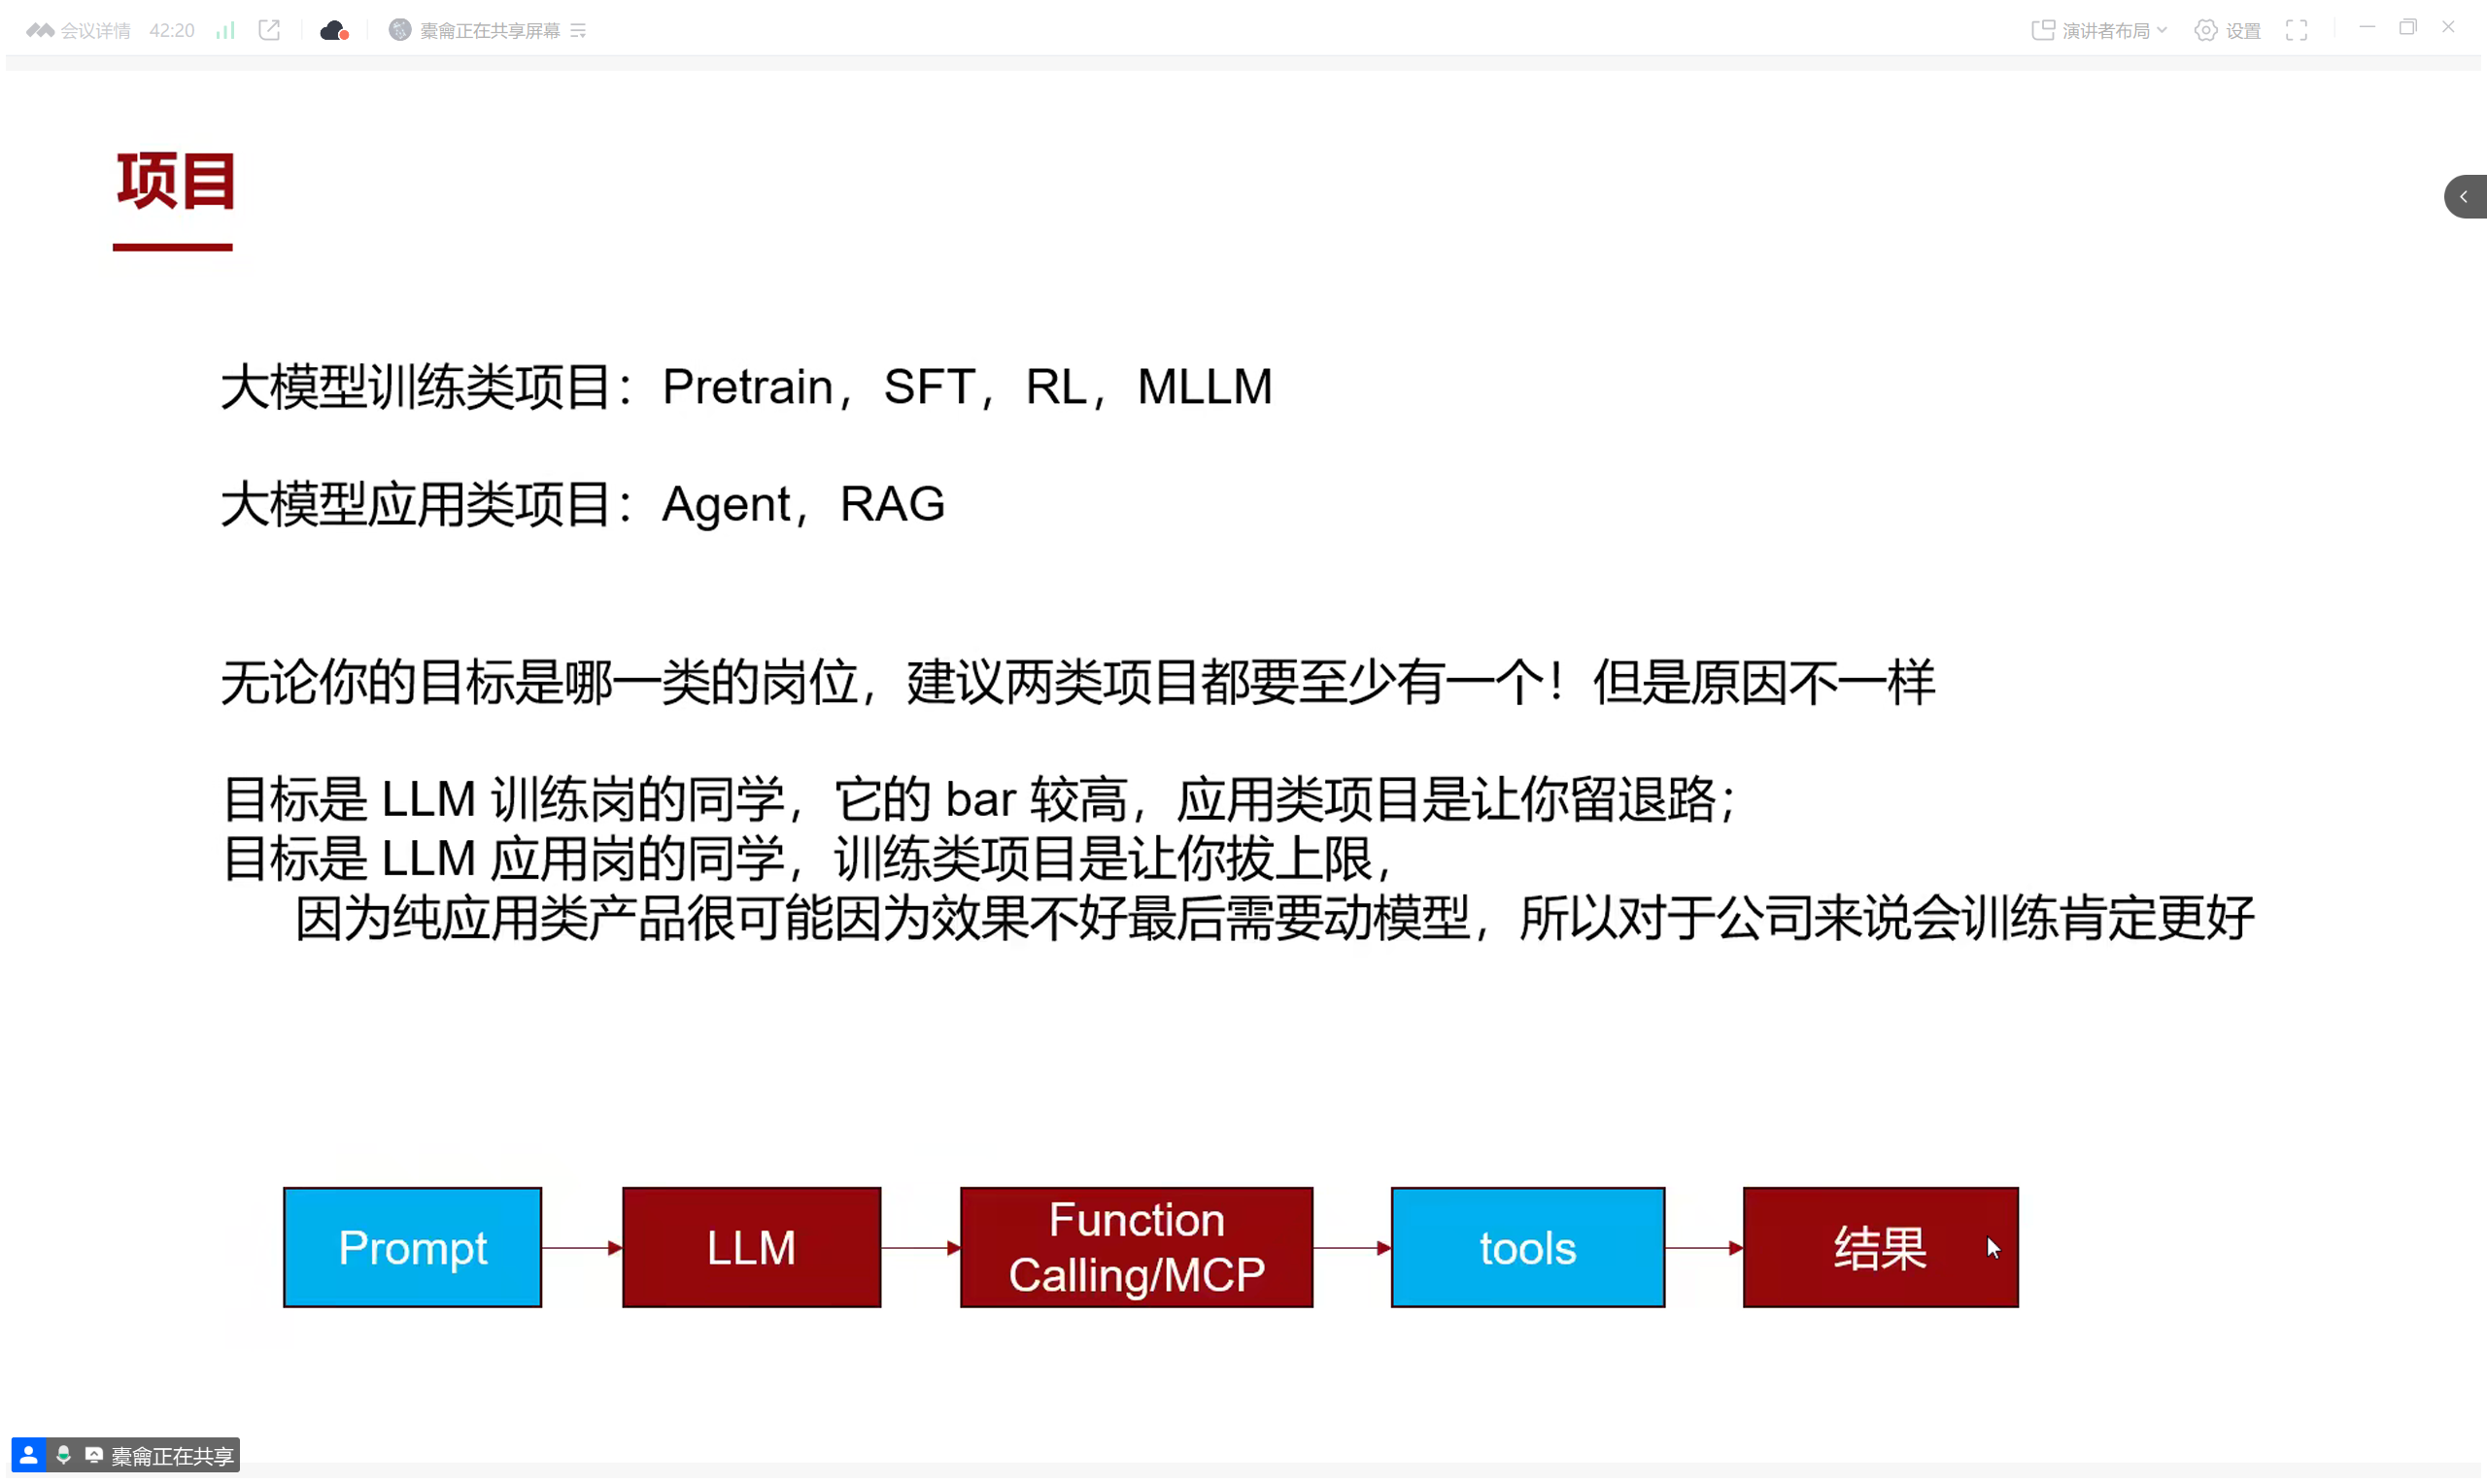 会议详情 42:20 橐龠正在共享屏幕 演讲者布局 设置
项目
大模型训练类项目：Pretrain，SFT，RL，MLLM
大模型应用类项目：Agent，RAG
无论你的目标是哪一类的岗位，建议两类项目都要至少有一个！但是原因不一样
目标是 LLM 训练岗的同学，它的 bar 较高，应用类项目是让你留退路；
目标是 LLM 应用岗的同学，训练类项目是让你拔上限，
因为纯应用类产品很可能因为效果不好最后需要动模型，所以对于公司来说会训练肯定更好
Prompt
LLM
Function
Calling/MCP
tools
结果
橐龠正在共享